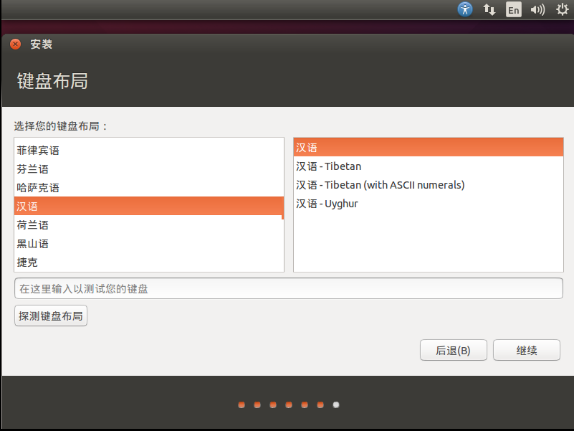 En
安装
键盘布局
选择您的键盘布局：
菲律宾语
芬兰语
哈萨克语
汉语
荷兰语
黑山语
捷克
汉语
汉语 - Tibetan
汉语 - Tibetan (with ASCII numerals)
汉语 - Uyghur
在这里输入以测试您的键盘
探测键盘布局
后退(B)
继续